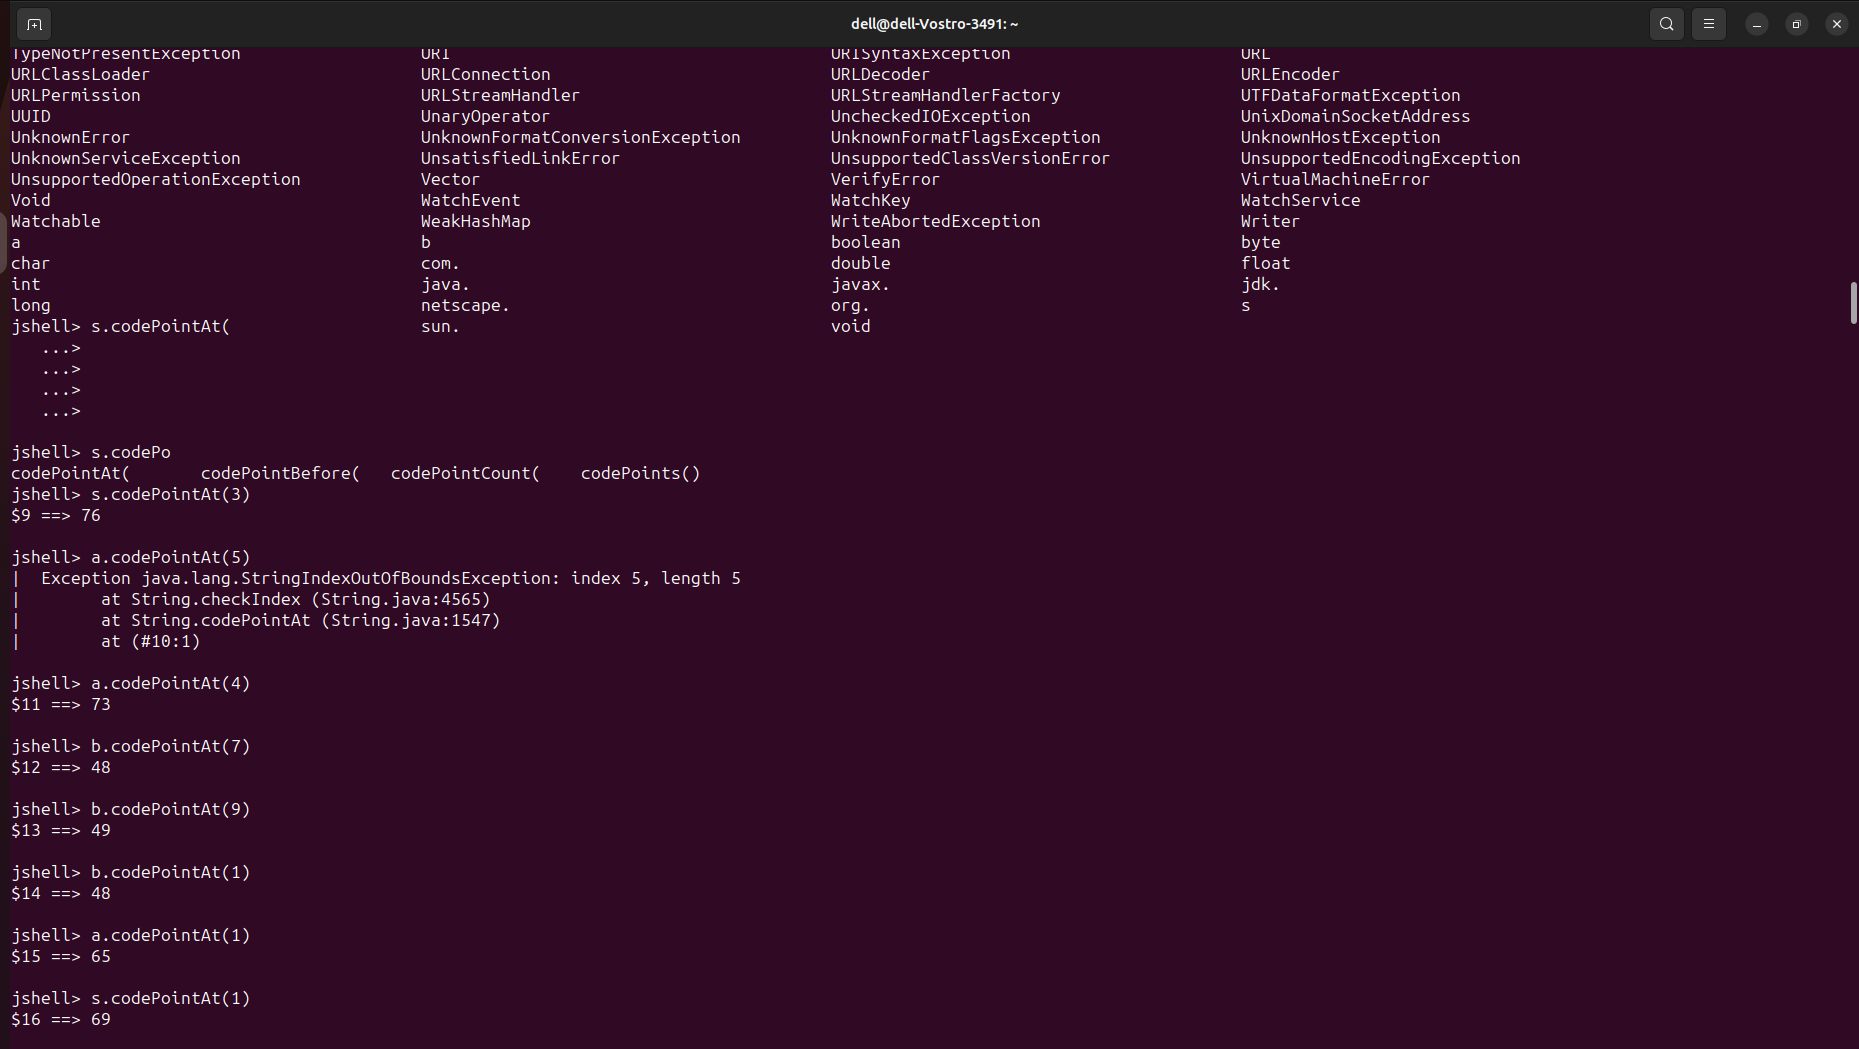 dell@dell-Vostro-3491: ~
TypeNotPresentException URI URISyntaxException URL
URLClassLoader URLConnection URLDecoder URLEncoder
URLPermission URLStreamHandler URLStreamHandlerFactory UTFDataFormatException
UUID UnaryOperator UncheckedIOException UnixDomainSocketAddress
UnknownError UnknownFormatConversionException UnknownFormatFlagsException UnknownHostException
UnknownServiceException UnsatisfiedLinkError UnsupportedClassVersionError UnsupportedEncodingException
UnsupportedOperationException Vector VerifyError VirtualMachineError
Void WatchEvent WatchKey WatchService
Watchable WeakHashMap WriteAbortedException Writer
a b boolean byte
char com. double float
int java. javax. jdk.
long netscape. org. s
jshell> s.codePointAt( sun. void
...>
...>
...>
...>
jshell> s.codePo
codePointAt( codePointBefore( codePointCount( codePoints()
jshell> s.codePointAt(3)
$9 ==> 76
jshell> a.codePointAt(5)
| Exception java.lang.StringIndexOutOfBoundsException: index 5, length 5
| at String.checkIndex (String.java:4565)
| at String.codePointAt (String.java:1547)
| at (#10:1)
jshell> a.codePointAt(4)
$11 ==> 73
jshell> b.codePointAt(7)
$12 ==> 48
jshell> b.codePointAt(9)
$13 ==> 49
jshell> b.codePointAt(1)
$14 ==> 48
jshell> a.codePointAt(1)
$15 ==> 65
jshell> s.codePointAt(1)
$16 ==> 69